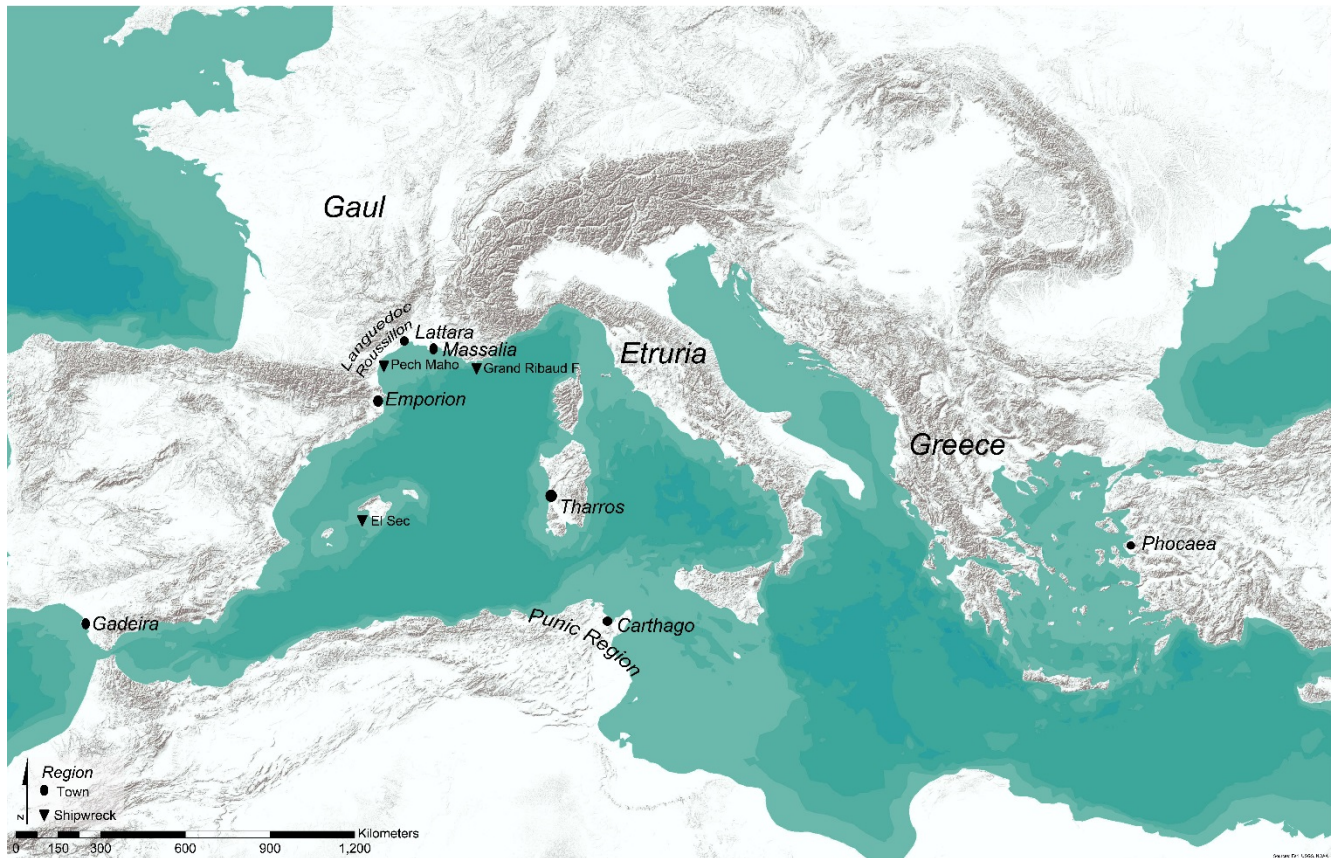 Gaul
Languedoc
Roussillon
Lattara
Massalia
Pech Maho
Grand Ribaud F
Etruria
Emporion
Greece
Tharros
El Sec
Phocaea
Gadeira
Punic Region
Carthago
Region
Town
Shipwreck
N
Kilometers
0 150 300 600 900 1,200